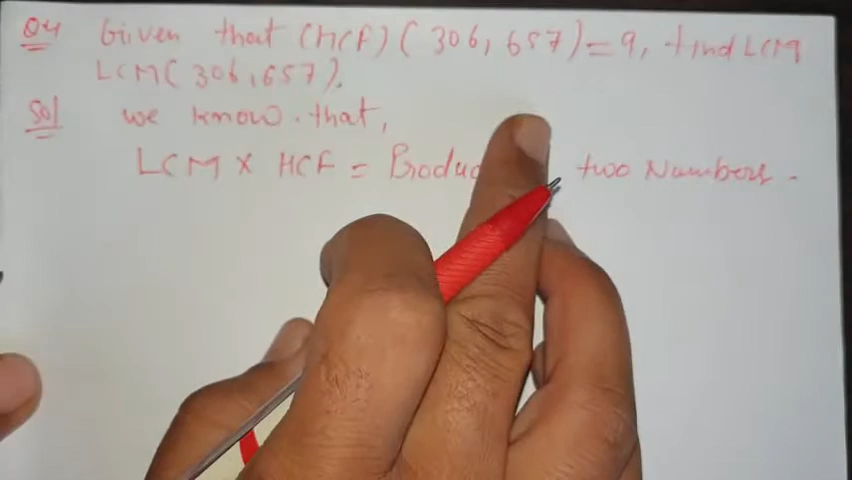 Q4 Given that (HCF) (306, 657) = 9, find LCM
LCM (306, 657).
Sol we know that,
LCM × HCF = Produc two Numbers.